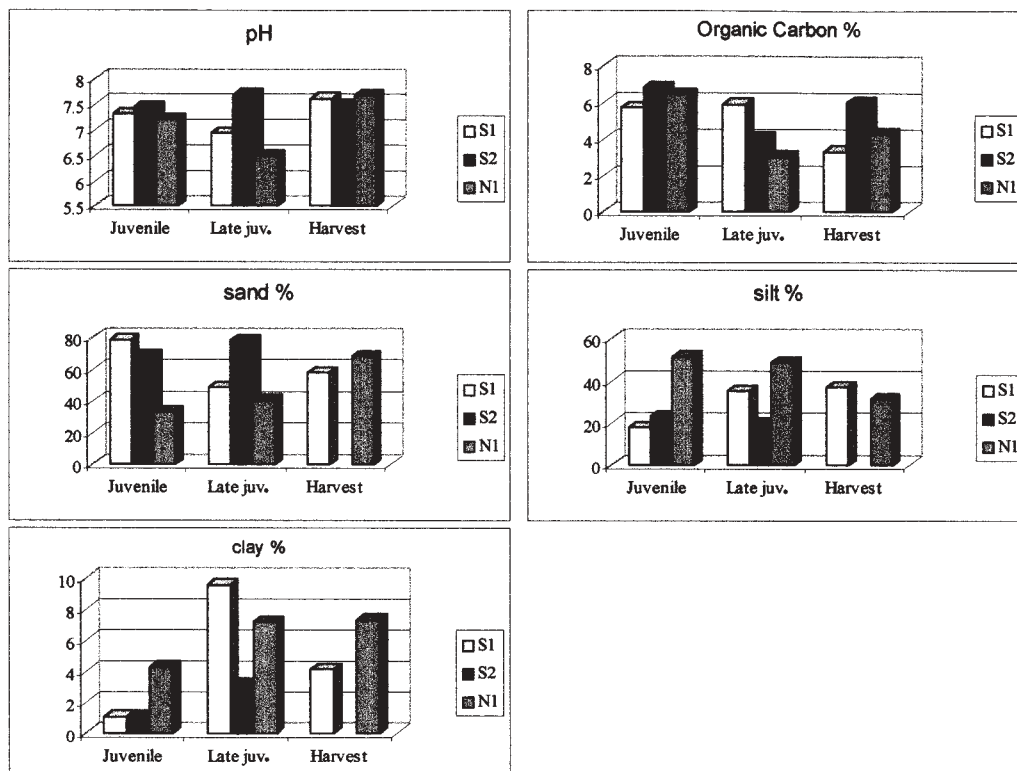 pH
8
7.5
7
6.5
6
5.5
Juvenile Late juv. Harvest
S1
S2
N1
Organic Carbon %
8
6
4
2
0
Juvenile Late juv. Harvest
S1
S2
N1
sand %
80
60
40
20
0
Juvenile Late juv. Harvest
S1
S2
N1
silt %
60
40
20
0
Juvenile Late juv. Harvest
S1
S2
N1
clay %
10
8
6
4
2
0
Juvenile Late juv. Harvest
S1
S2
N1